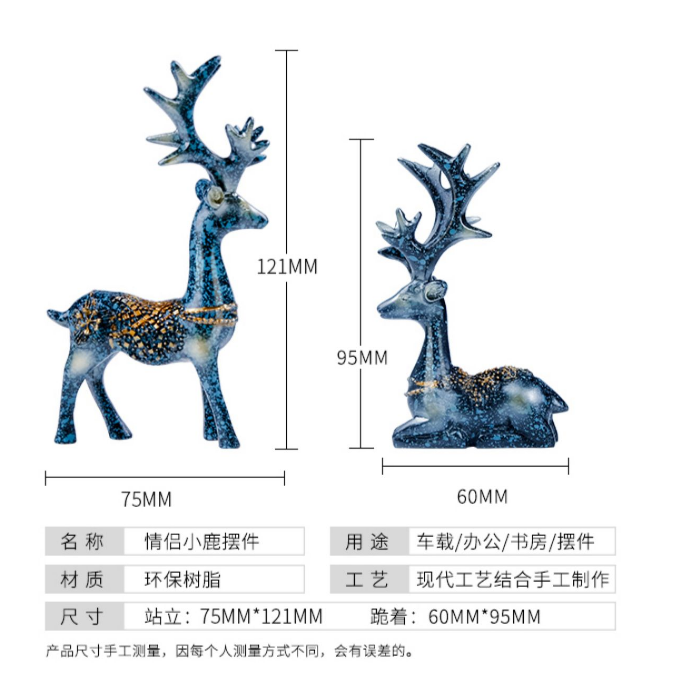 121MM
95MM
75MM
60MM
名称 情侣小鹿摆件 用途 车载/办公/书房/摆件
材质 环保树脂 工艺 现代工艺结合手工制作
尺寸 站立：75MM*121MM 跪着：60MM*95MM
产品尺寸手工测量，因每个人测量方式不同，会有误差的。